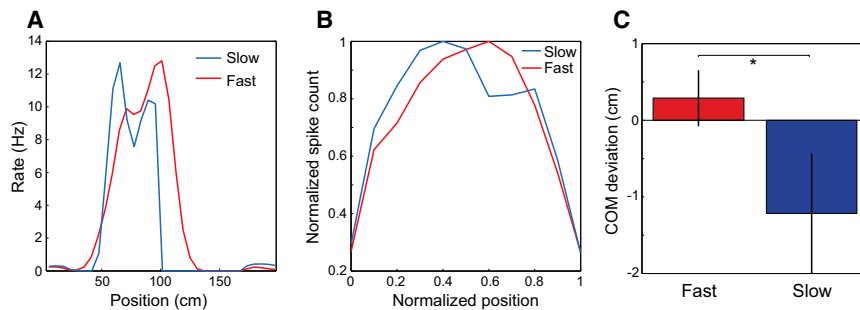 A
Rate (Hz)
14
12
10
8
6
4
2
0
50
100
150
Position (cm)
Slow
Fast
B
Normalized spike count
1
0.8
0.6
0.4
0.2
0
0.2
0.4
0.6
0.8
1
Normalized position
Slow
Fast
C
COM deviation (cm)
1
0
-1
-2
*
Fast
Slow